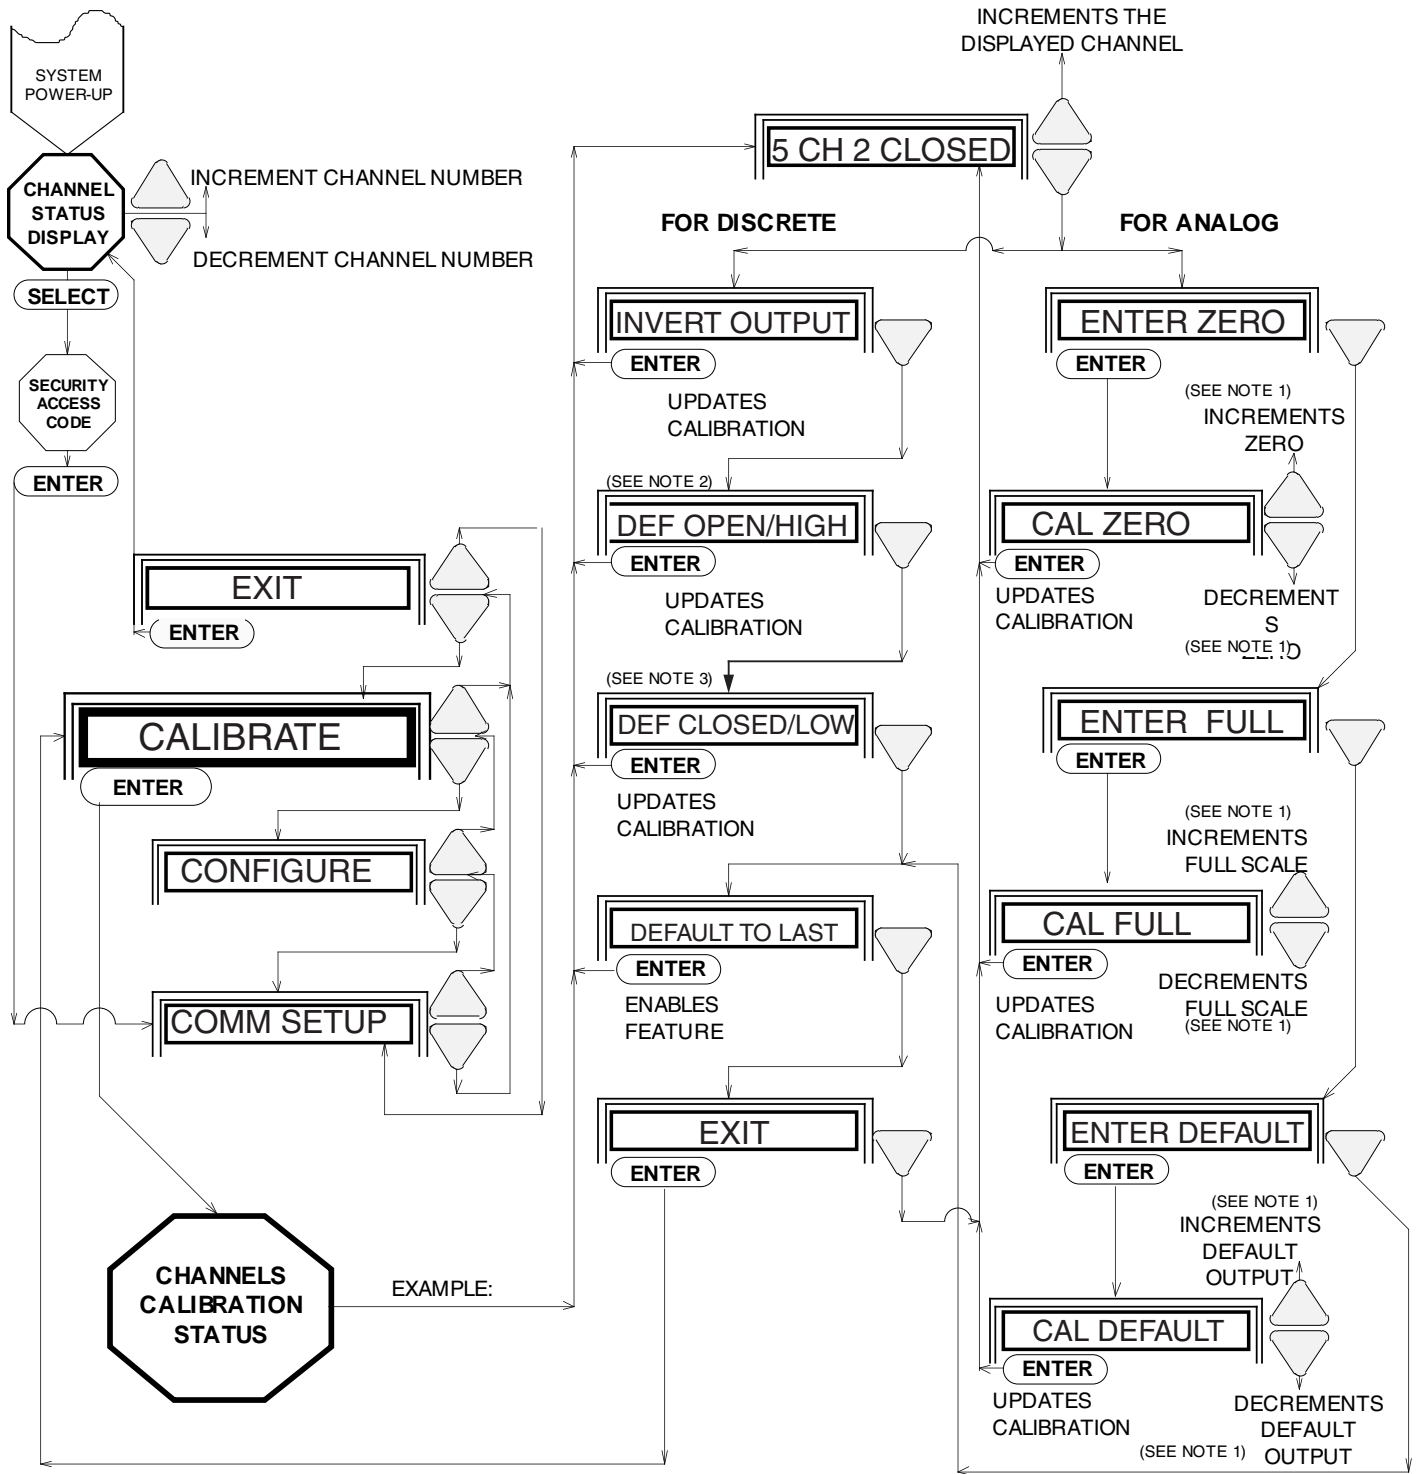 SYSTEM
POWER-UP
CHANNEL
STATUS
DISPLAY
INCREMENT CHANNEL NUMBER
DECREMENT CHANNEL NUMBER
SELECT
SECURITY
ACCESS
CODE
ENTER
EXIT
ENTER
CALIBRATE
ENTER
CONFIGURE
COMM SETUP
CHANNELS
CALIBRATION
STATUS
EXAMPLE:
INCREMENTS THE
DISPLAYED CHANNEL
5 CH 2 CLOSED
FOR DISCRETE
INVERT OUTPUT
ENTER
UPDATES
CALIBRATION
(SEE NOTE 2)
DEF OPEN/HIGH
ENTER
UPDATES
CALIBRATION
(SEE NOTE 3)
DEF CLOSED/LOW
ENTER
UPDATES
CALIBRATION
DEFAULT TO LAST
ENTER
ENABLES
FEATURE
EXIT
ENTER
FOR ANALOG
ENTER ZERO
ENTER
(SEE NOTE 1)
INCREMENTS
ZERO
CAL ZERO
ENTER
UPDATES
CALIBRATION
DECREMENT
S
(SEE NOTE 1)
ZERO
ENTER FULL
ENTER
(SEE NOTE 1)
INCREMENTS
FULL SCALE
CAL FULL
ENTER
UPDATES
CALIBRATION
DECREMENTS
FULL SCALE
(SEE NOTE 1)
ENTER DEFAULT
ENTER
(SEE NOTE 1)
INCREMENTS
DEFAULT
OUTPUT
CAL DEFAULT
ENTER
UPDATES
CALIBRATION
DECREMENTS
DEFAULT
OUTPUT
(SEE NOTE 1)